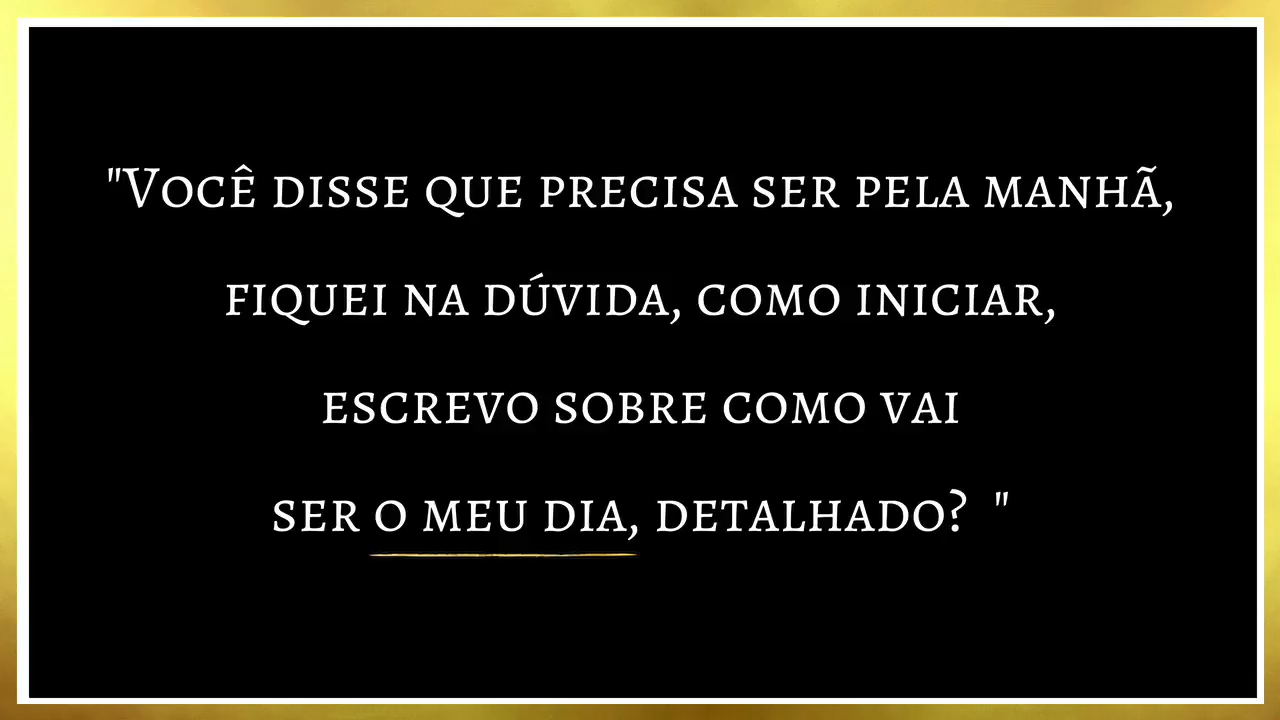 "Você disse que precisa ser pela manhã,
fiquei na dúvida, como iniciar,
escrevo sobre como vai
ser o meu dia, detalhado? "